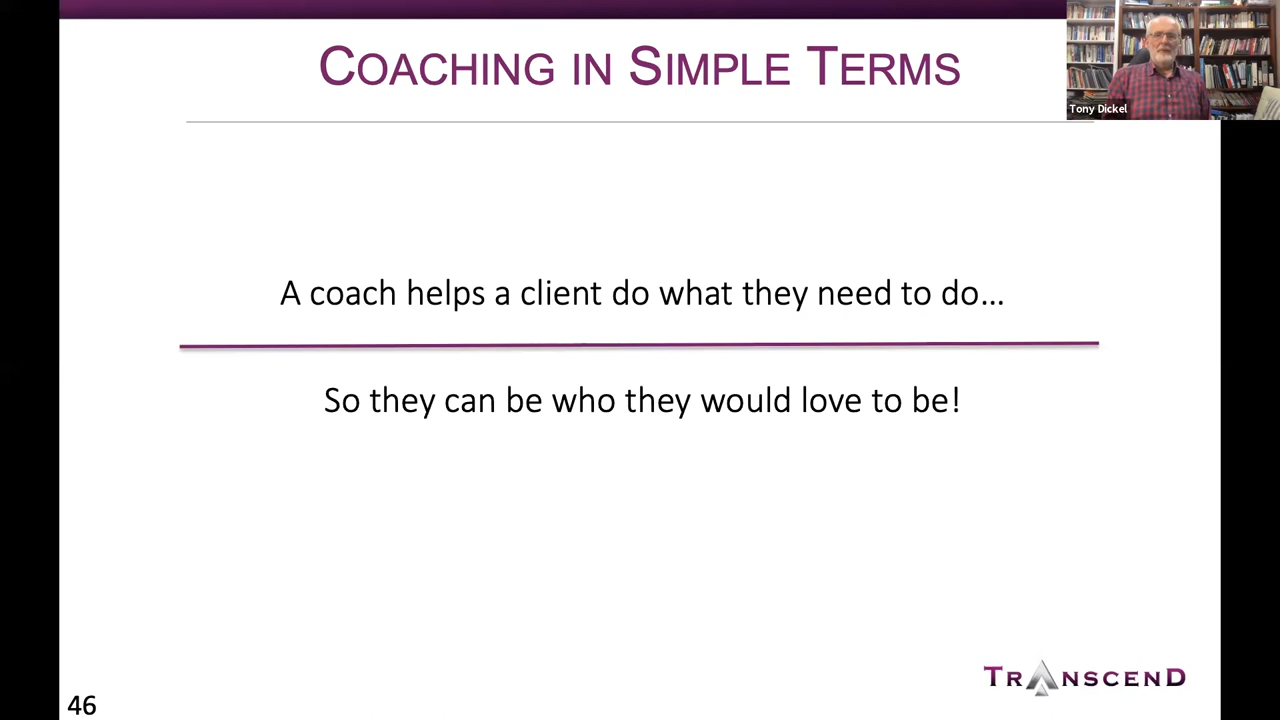 COACHING IN SIMPLE TERMS
Tony Dickel
A coach helps a client do what they need to do…
So they can be who they would love to be!
TRANSCEND
46